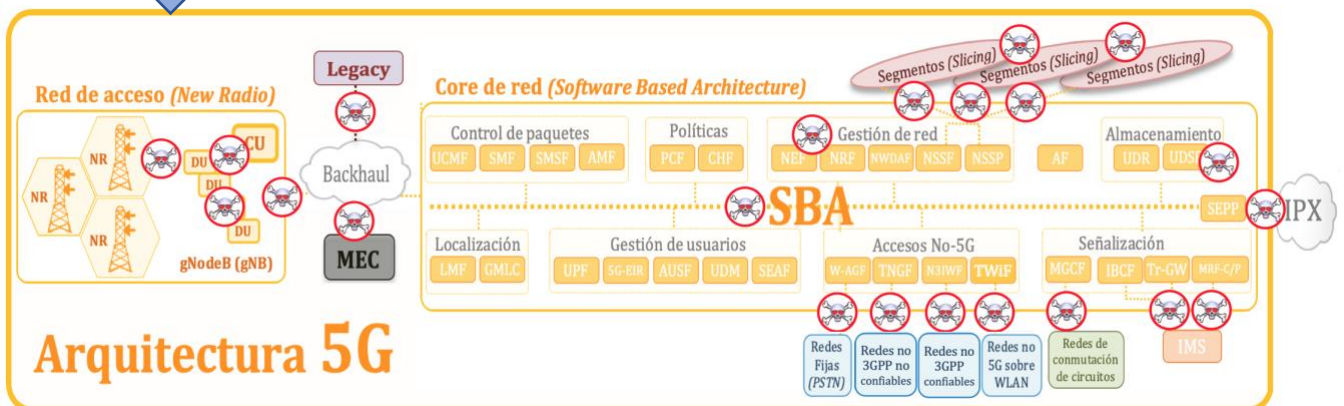 Segmentos (Slicing)
Segmentos (Slicing)
Segmentos (Slicing)
Legacy
Red de acceso (New Radio)
Core de red (Software Based Architecture)
Control de paquetes
Políticas
Gestión de red
Almacenamiento
CU
NR
DU
UCMF
SMF
SMSF
AMF
PCF
CHF
NEF
NRF
NWDAF
NSSF
NSSP
AF
UDR
DU
Backhaul
NR
SBA
SEPP
IPX
DU
NR
gNodeB (gNB)
MEC
Localización
Gestión de usuarios
Accesos No-5G
Señalización
LMF
GMLC
UPF
5G-EIR
AUSF
UDM
SEAF
W-AGF
TNGF
N3IWF
TWiF
MGCF
IBCF
Tr-GW
MRF-C/P
Arquitectura 5G
Redes
Fijas
(PSTN)
Redes no
3GPP no
confiables
Redes no
3GPP
confiables
Redes no
5G sobre
WLAN
Redes de
conmutación
de circuitos
IMS